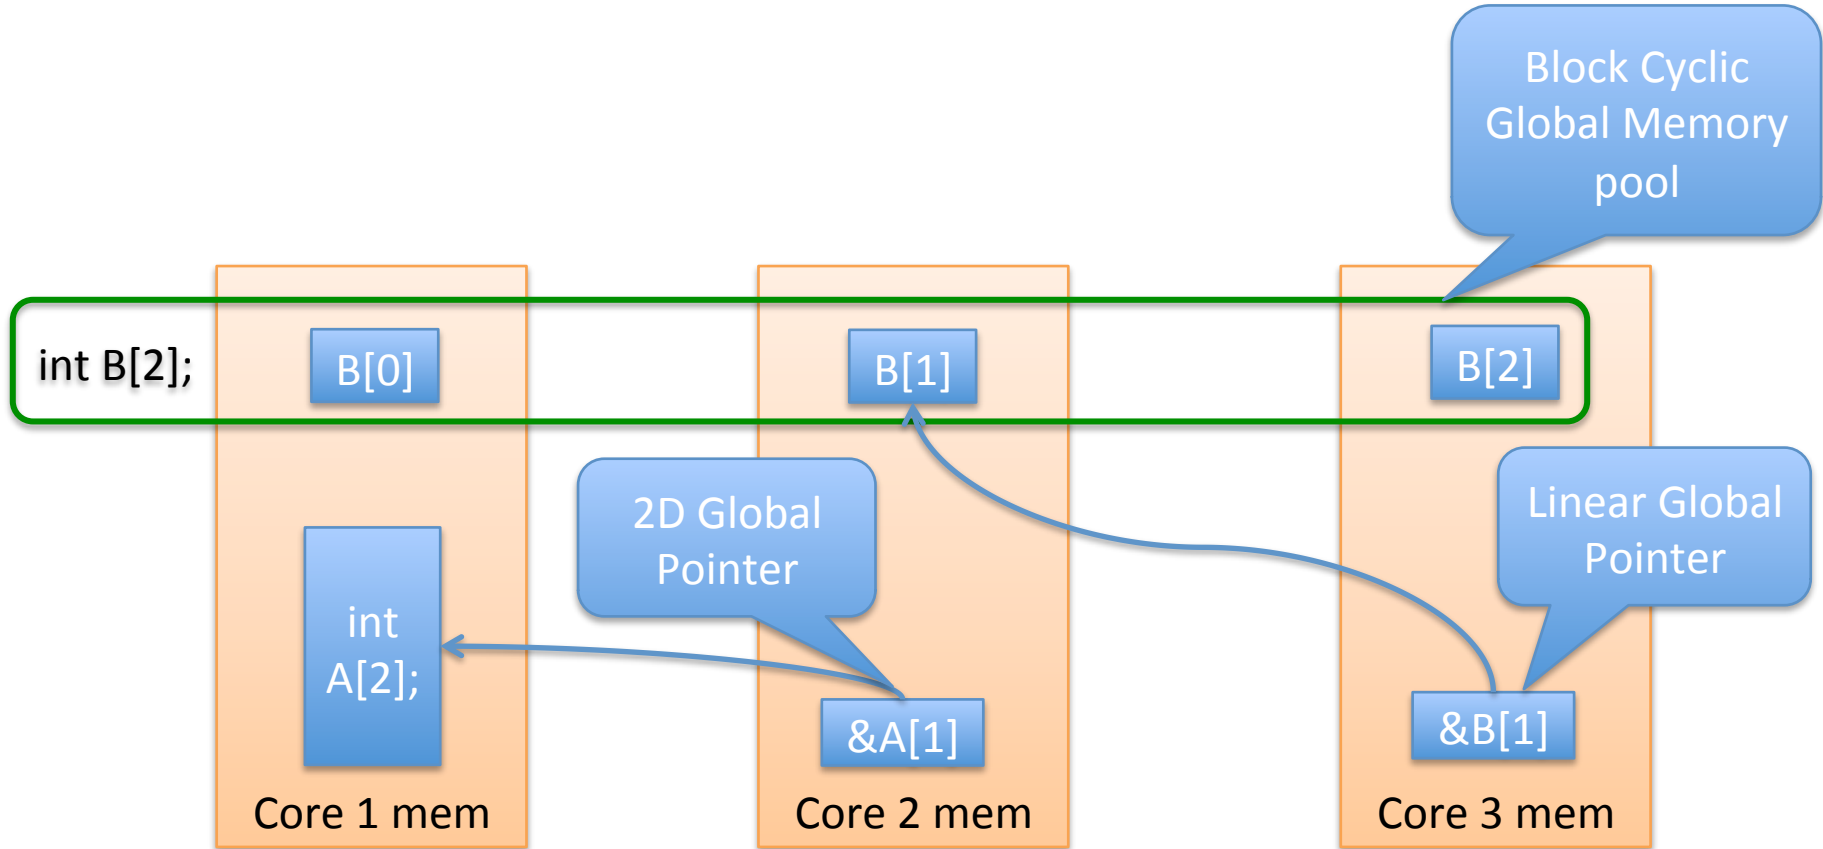 Block Cyclic
Global Memory
pool
int B[2];
B[0]
B[1]
B[2]
2D Global
Pointer
Linear Global
Pointer
int
A[2];
&A[1]
&B[1]
Core 1 mem
Core 2 mem
Core 3 mem